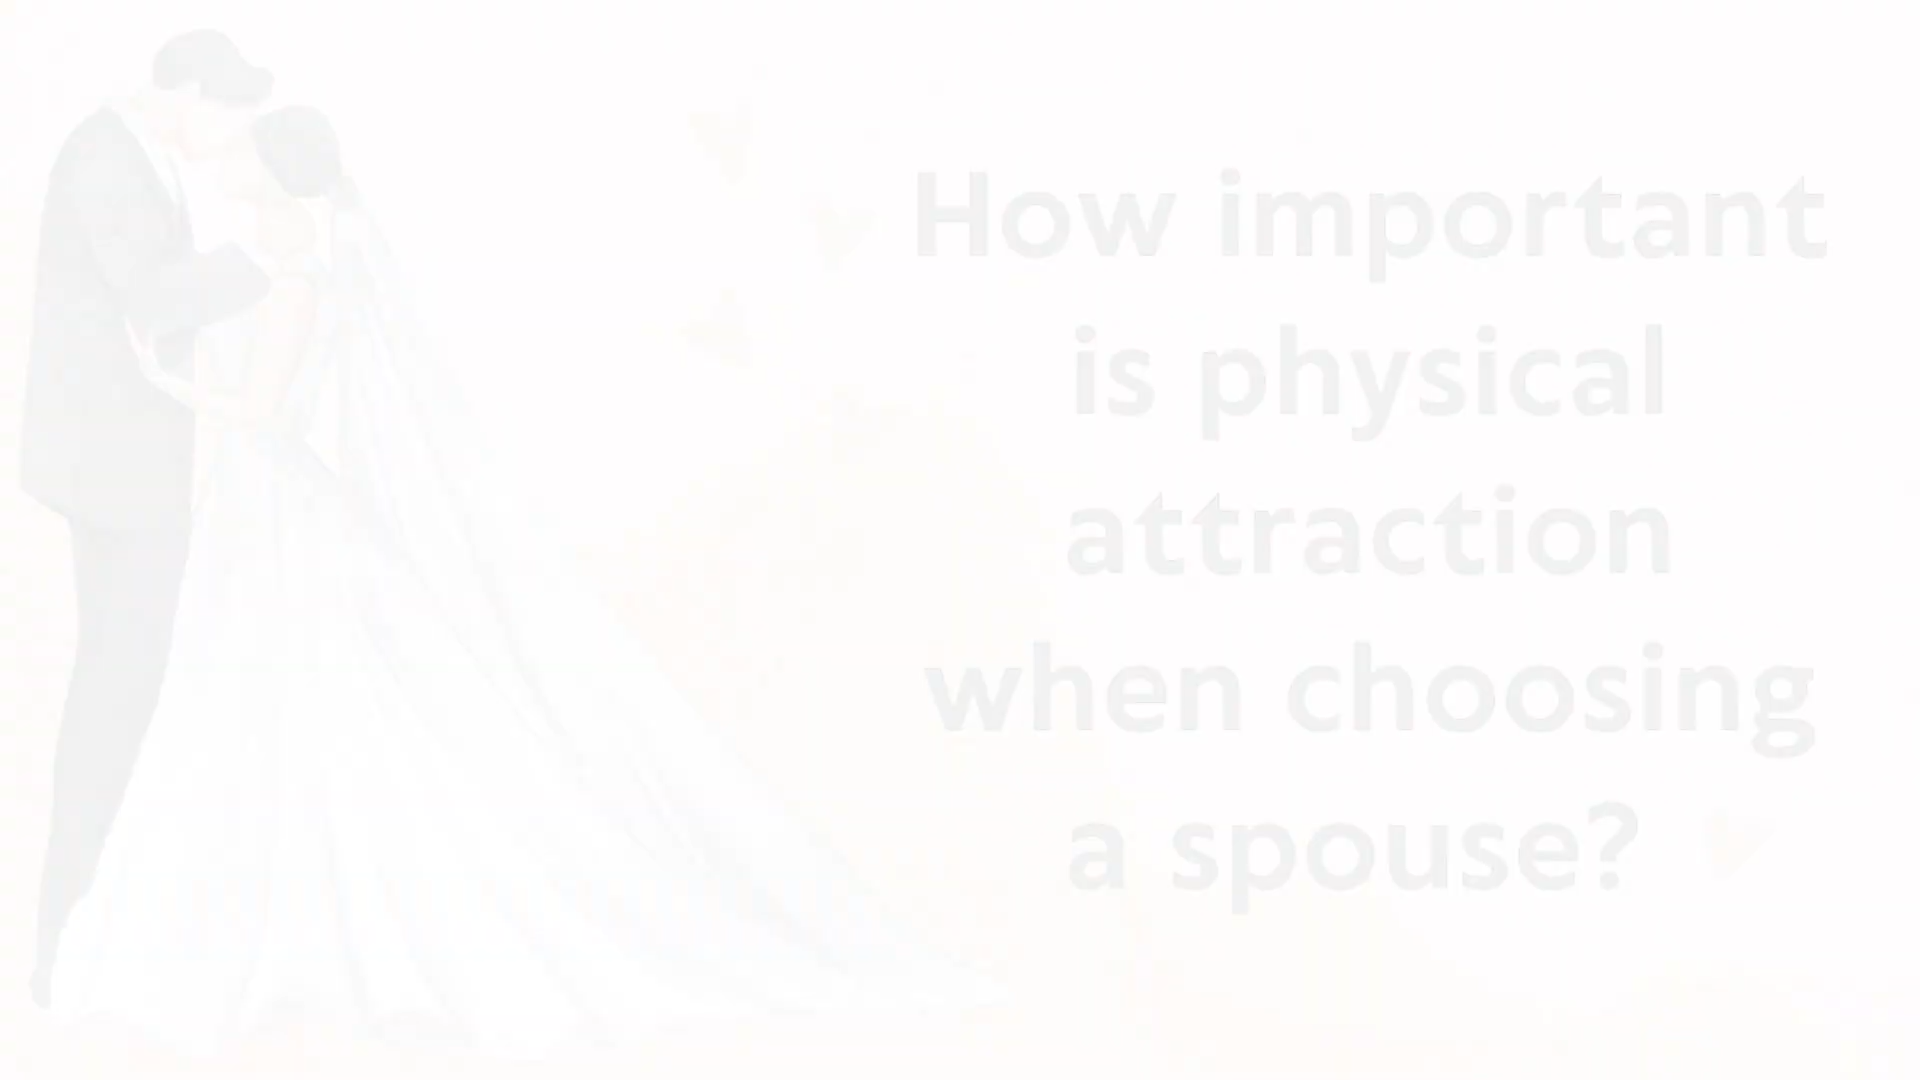 How important
is physical
attraction
when choosing
a spouse?